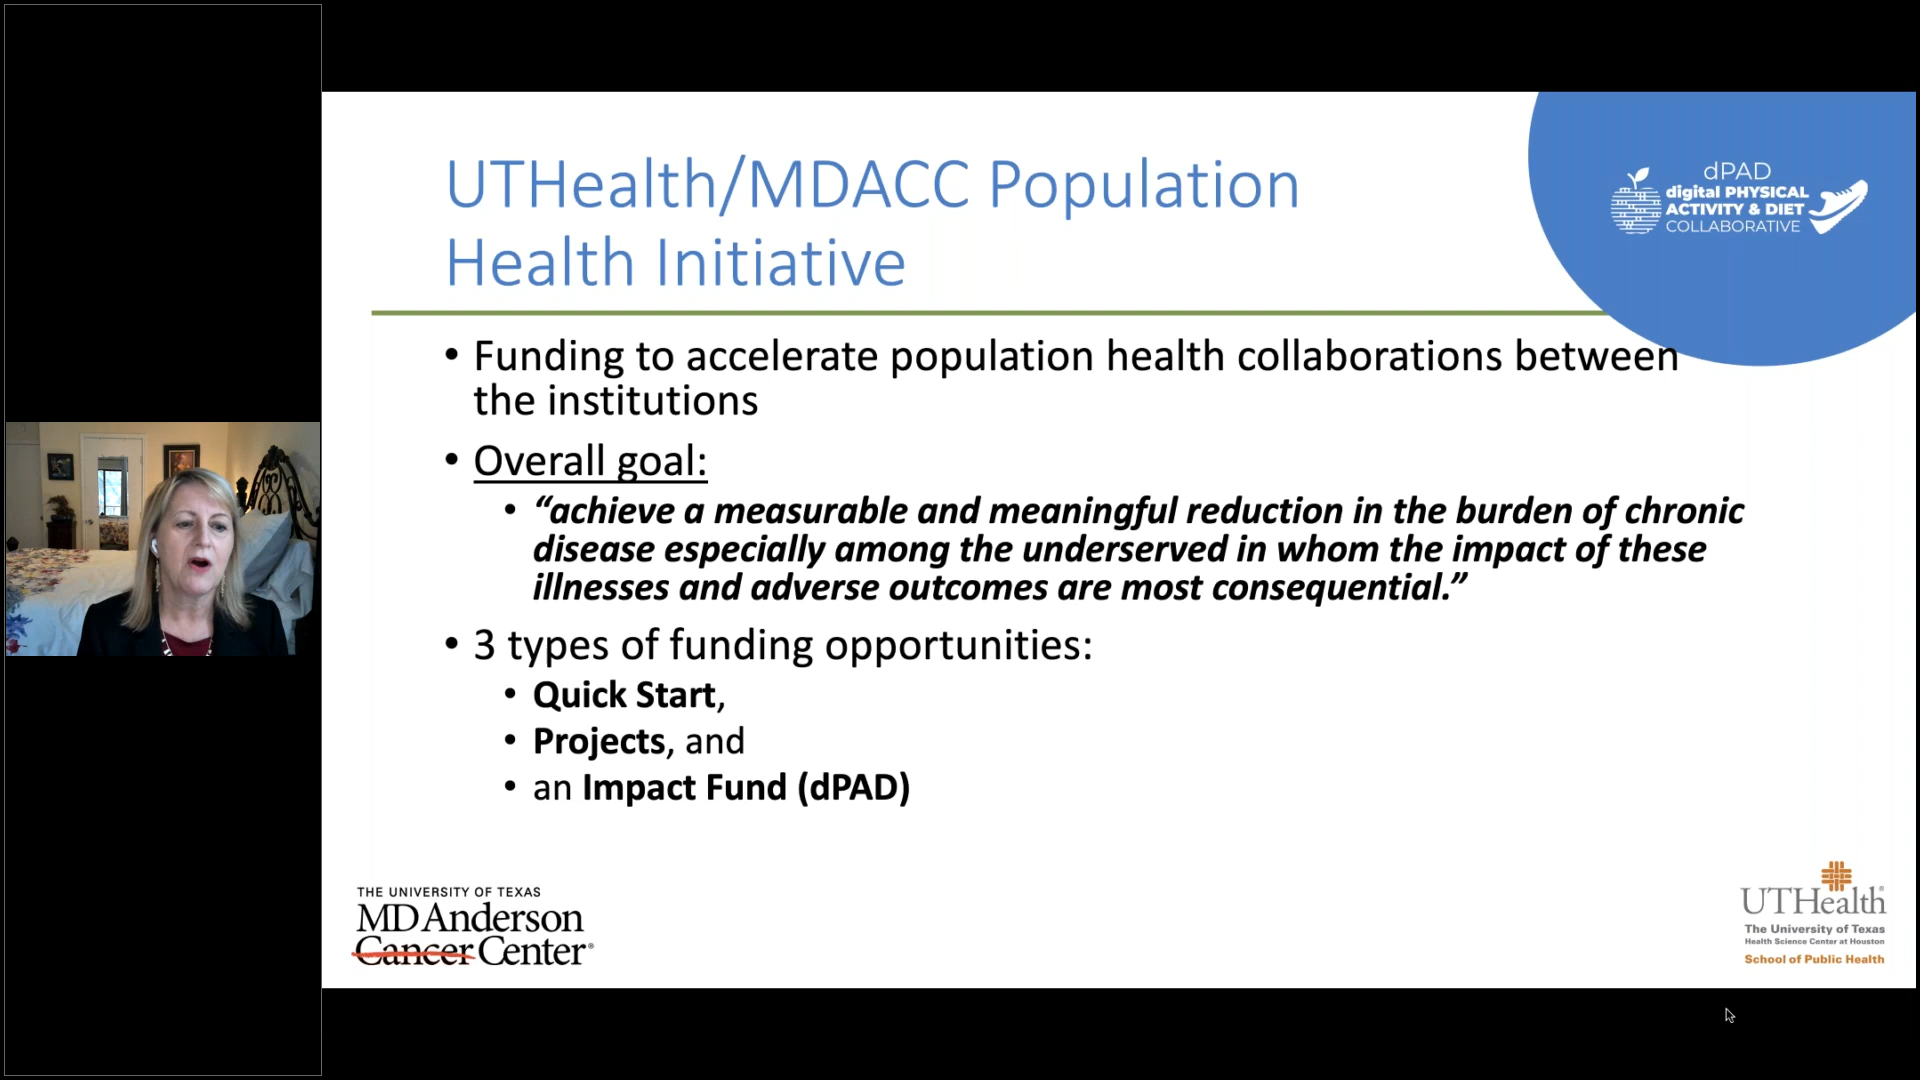 UTHealth/MDACC Population
Health Initiative
dPAD
digital PHYSICAL
ACTIVITY & DIET
COLLABORATIVE
• Funding to accelerate population health collaborations between
the institutions
• Overall goal:
• “achieve a measurable and meaningful reduction in the burden of chronic
disease especially among the underserved in whom the impact of these
illnesses and adverse outcomes are most consequential.”
• 3 types of funding opportunities:
• Quick Start,
• Projects, and
• an Impact Fund (dPAD)
THE UNIVERSITY OF TEXAS
MD Anderson
Cancer Center®
UTHealth®
The University of Texas
Health Science Center at Houston
School of Public Health